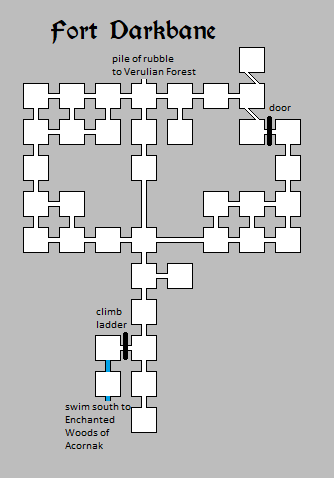 Fort Darkbane
pile of rubble
to Verulian Forest
door
climb
ladder
swim south to
Enchanted
Woods of
Acornak